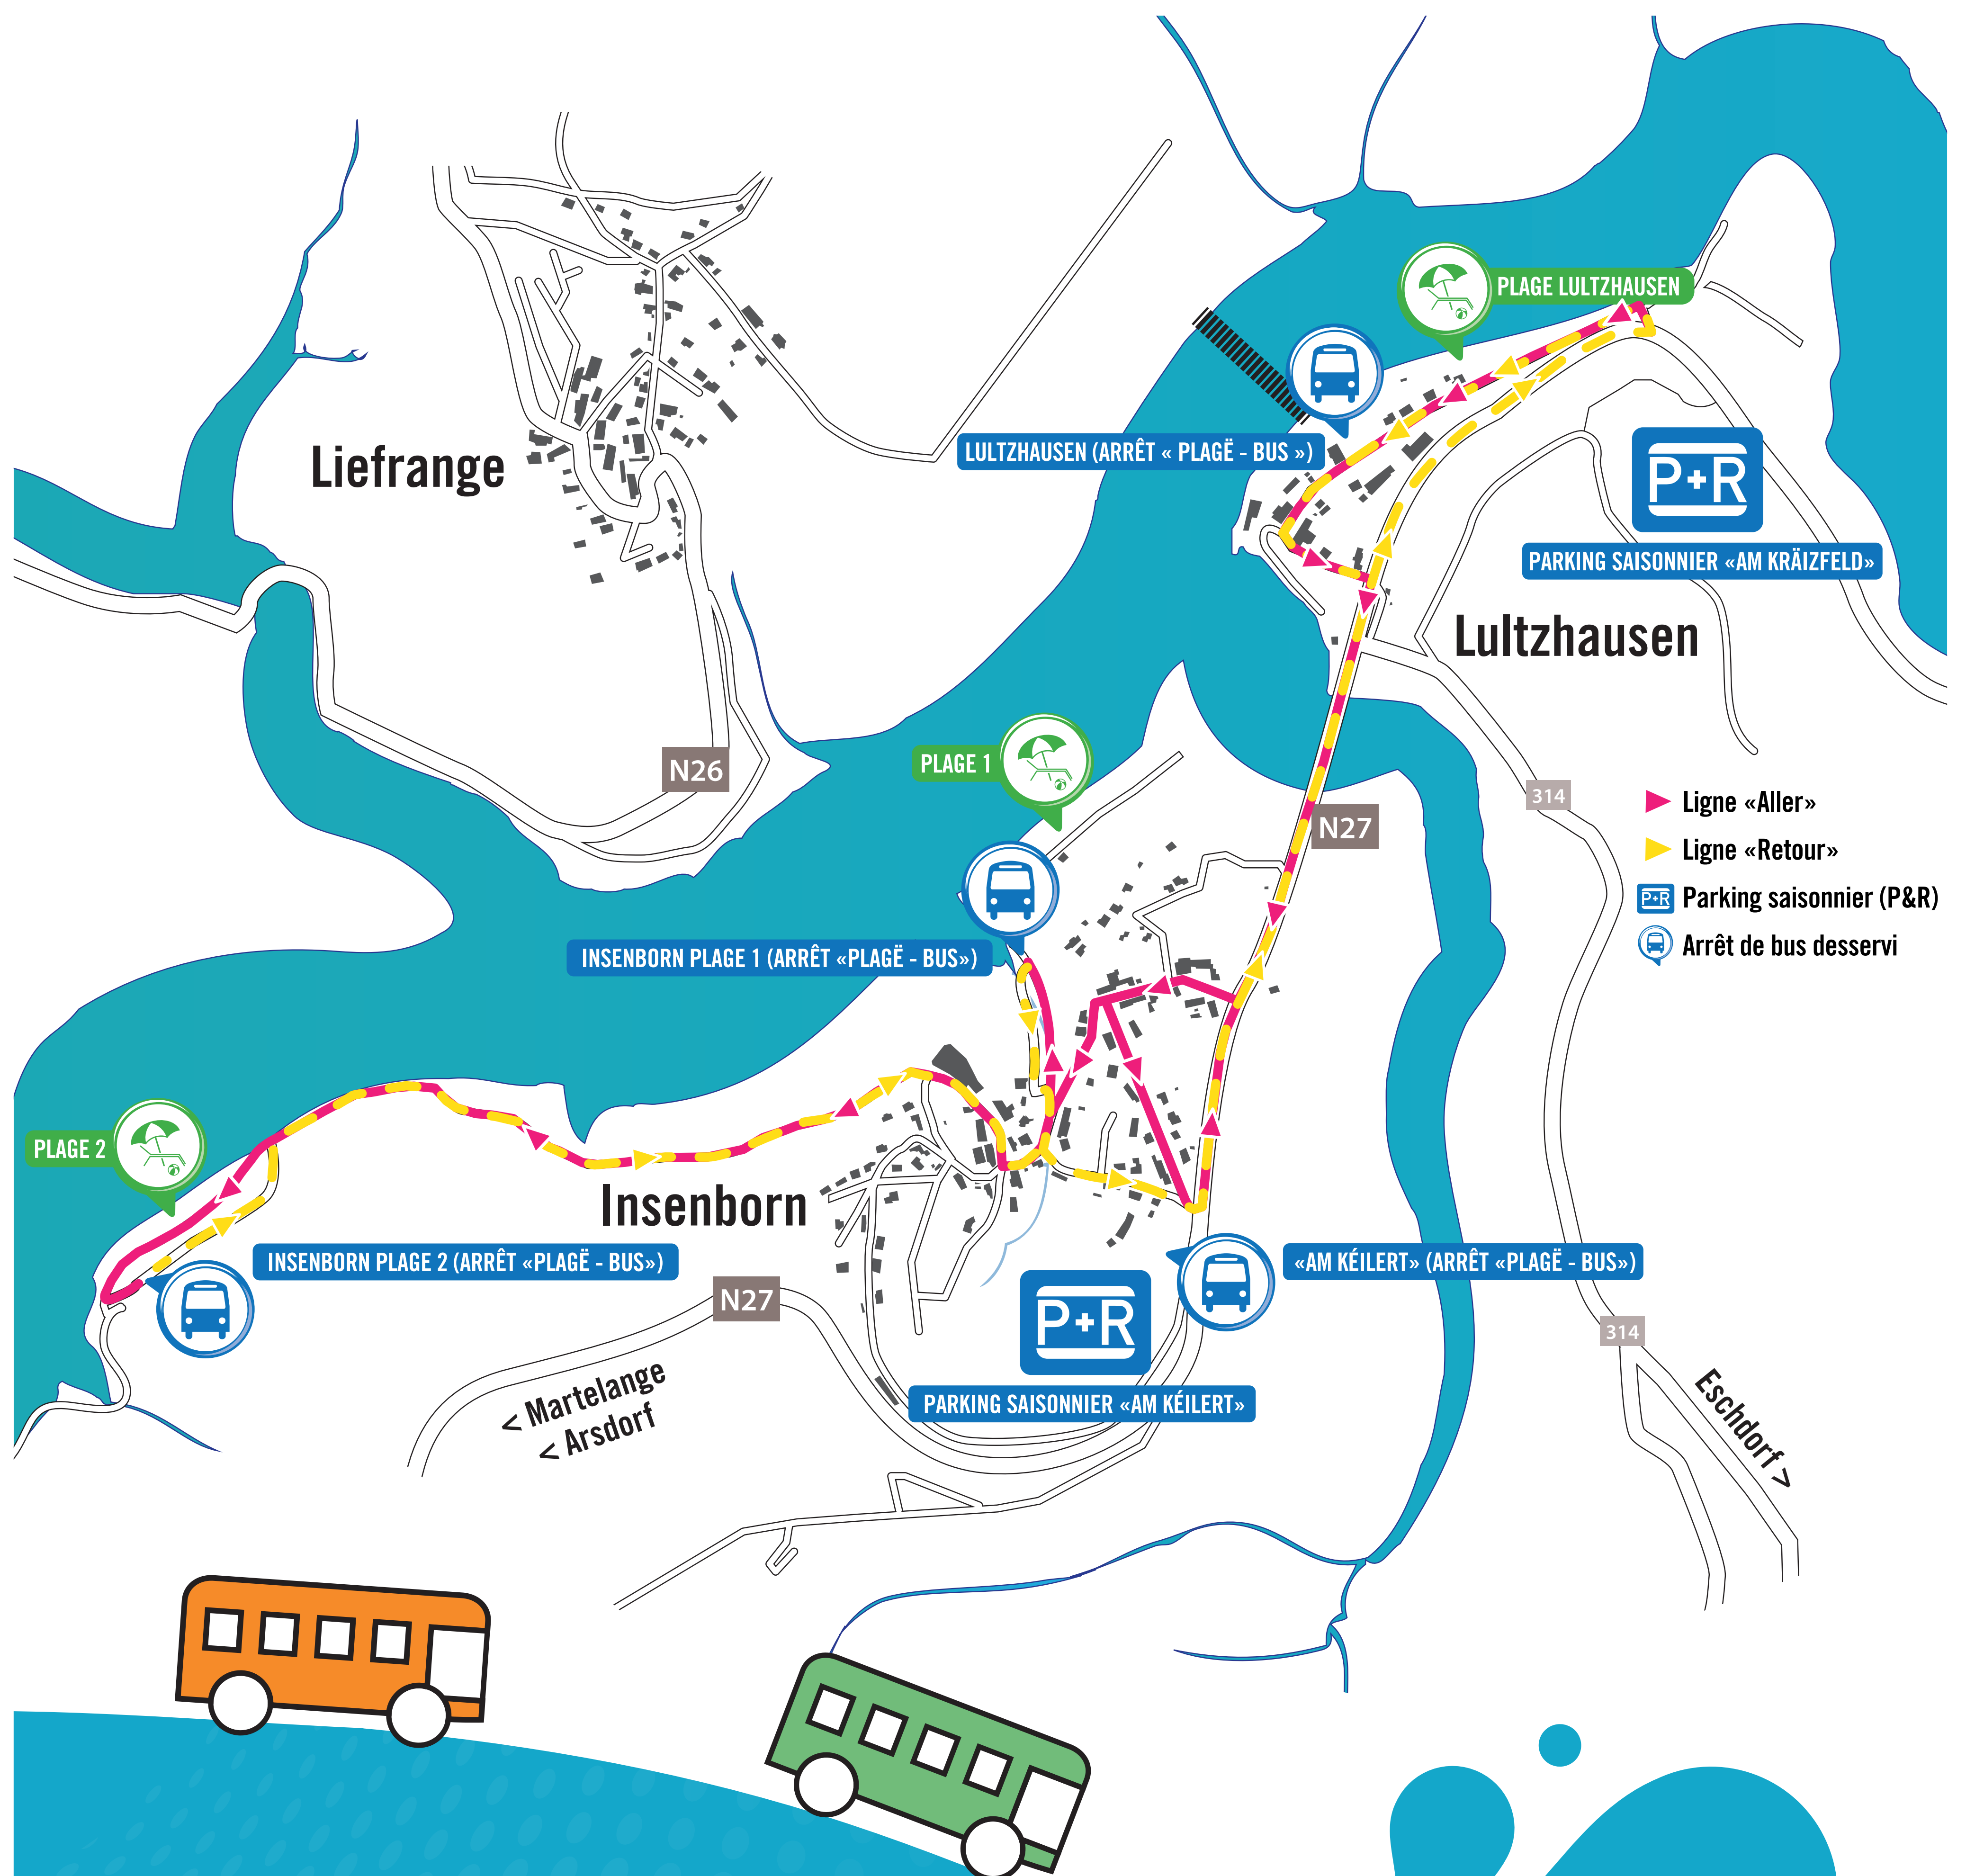 PLAGE LULTZHAUSEN
LULTZHAUSEN (ARRÊT « PLAGË - BUS »)
Liefrange
P+R
PARKING SAISONNIER «AM KRÄIZFELD»
Lultzhausen
PLAGE 1
N26
N27
314
Ligne «Aller»
Ligne «Retour»
P+R Parking saisonnier (P&R)
Arrêt de bus desservi
INSENBORN PLAGE 1 (ARRÊT «PLAGË - BUS»)
PLAGE 2
Insenborn
INSENBORN PLAGE 2 (ARRÊT «PLAGË - BUS»)
«AM KÉILERT» (ARRÊT «PLAGË - BUS»)
N27
P+R
314
PARKING SAISONNIER «AM KÉILERT»
< Martelange
< Arsdorf
Eschdorf >